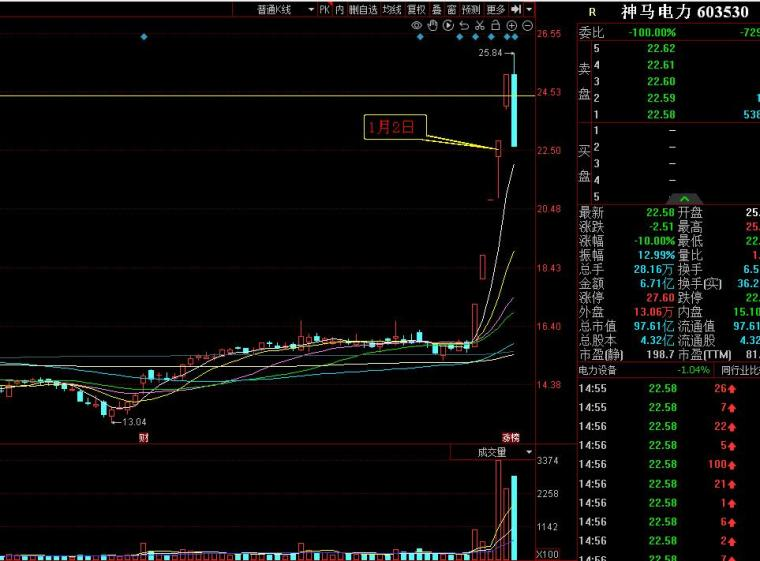 普通K线 PK 内 删自选 均线 复权 叠 窗 预测 更多
R 神马电力 603530
委比 -100.00% -729
卖盘
5 22.62
4 22.61
3 22.60
2 22.59 1
1 22.58 538
买盘
1 —
2 —
3 —
4 —
5
最新 22.58 开盘 25.
涨跌 -2.51 最高 25.
涨幅 -10.00% 最低 22.
振幅 12.99% 量比 1.
总手 28.16万 换手 6.5
金额 6.71亿 换手(实) 36.2
涨停 27.60 跌停 22.
外盘 13.06万 内盘 15.10
总市值 97.61亿 流通值 97.61
总股本 4.32亿 流通股 4.32
市盈(静) 198.7 市盈(TTM) 81.
电力设备 -1.04% 同行业比较
14:55 22.58 26
14:55 22.58 7
14:56 22.58 22
14:56 22.58 5
14:56 22.58 100
14:56 22.58 21
14:56 22.58 1
14:56 22.58 6
14:56 22.58 2
14:56 22.58 7
26.55
25.84
24.53
1月2日
22.50
20.48
18.43
16.40
14.38
13.04
财
涨榜
成交量
3374
2258
1142
X100